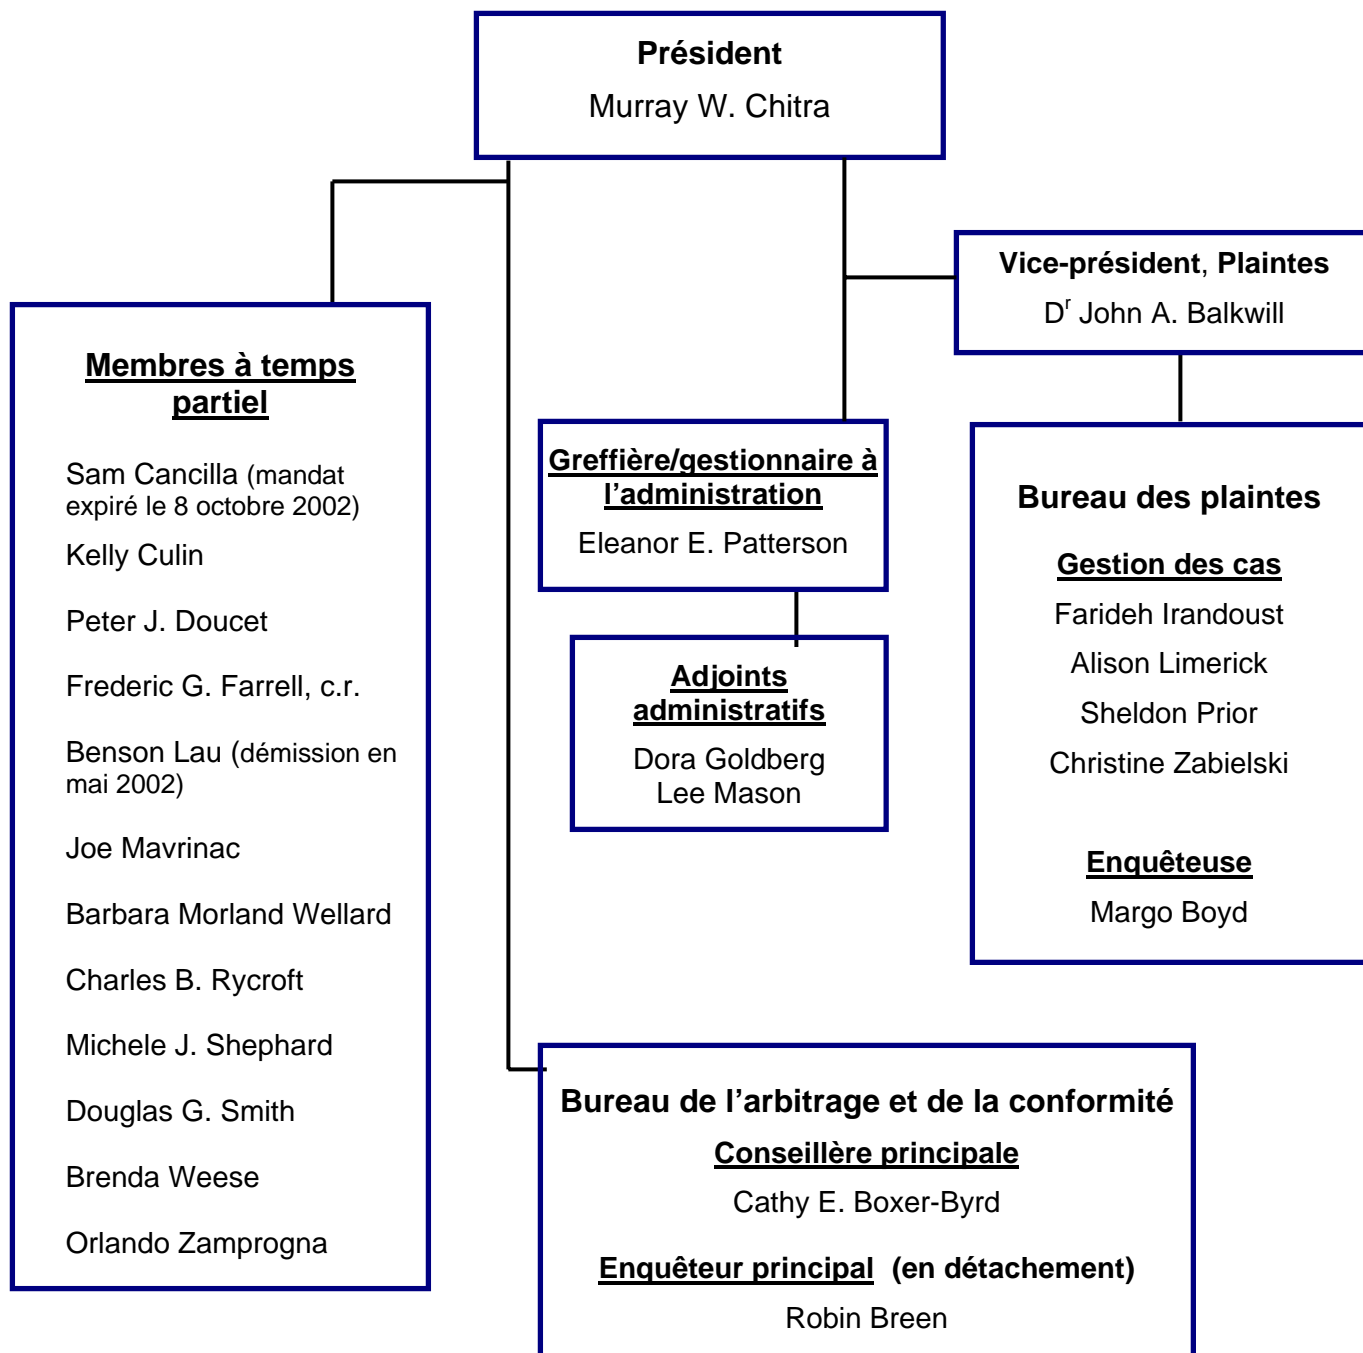 Président
Murray W. Chitra
Vice-président, Plaintes
Dr John A. Balkwill
Membres à temps
partiel
Sam Cancilla (mandat
expiré le 8 octobre 2002)
Kelly Culin
Peter J. Doucet
Frederic G. Farrell, c.r.
Benson Lau (démission en
mai 2002)
Joe Mavrinac
Barbara Morland Wellard
Charles B. Rycroft
Michele J. Shephard
Douglas G. Smith
Brenda Weese
Orlando Zamprogna
Greffière/gestionnaire à
l’administration
Eleanor E. Patterson
Adjoints
administratifs
Dora Goldberg
Lee Mason
Bureau des plaintes
Gestion des cas
Farideh Irandoust
Alison Limerick
Sheldon Prior
Christine Zabielski
Enquêteuse
Margo Boyd
Bureau de l’arbitrage et de la conformité
Conseillère principale
Cathy E. Boxer-Byrd
Enquêteur principal (en détachement)
Robin Breen